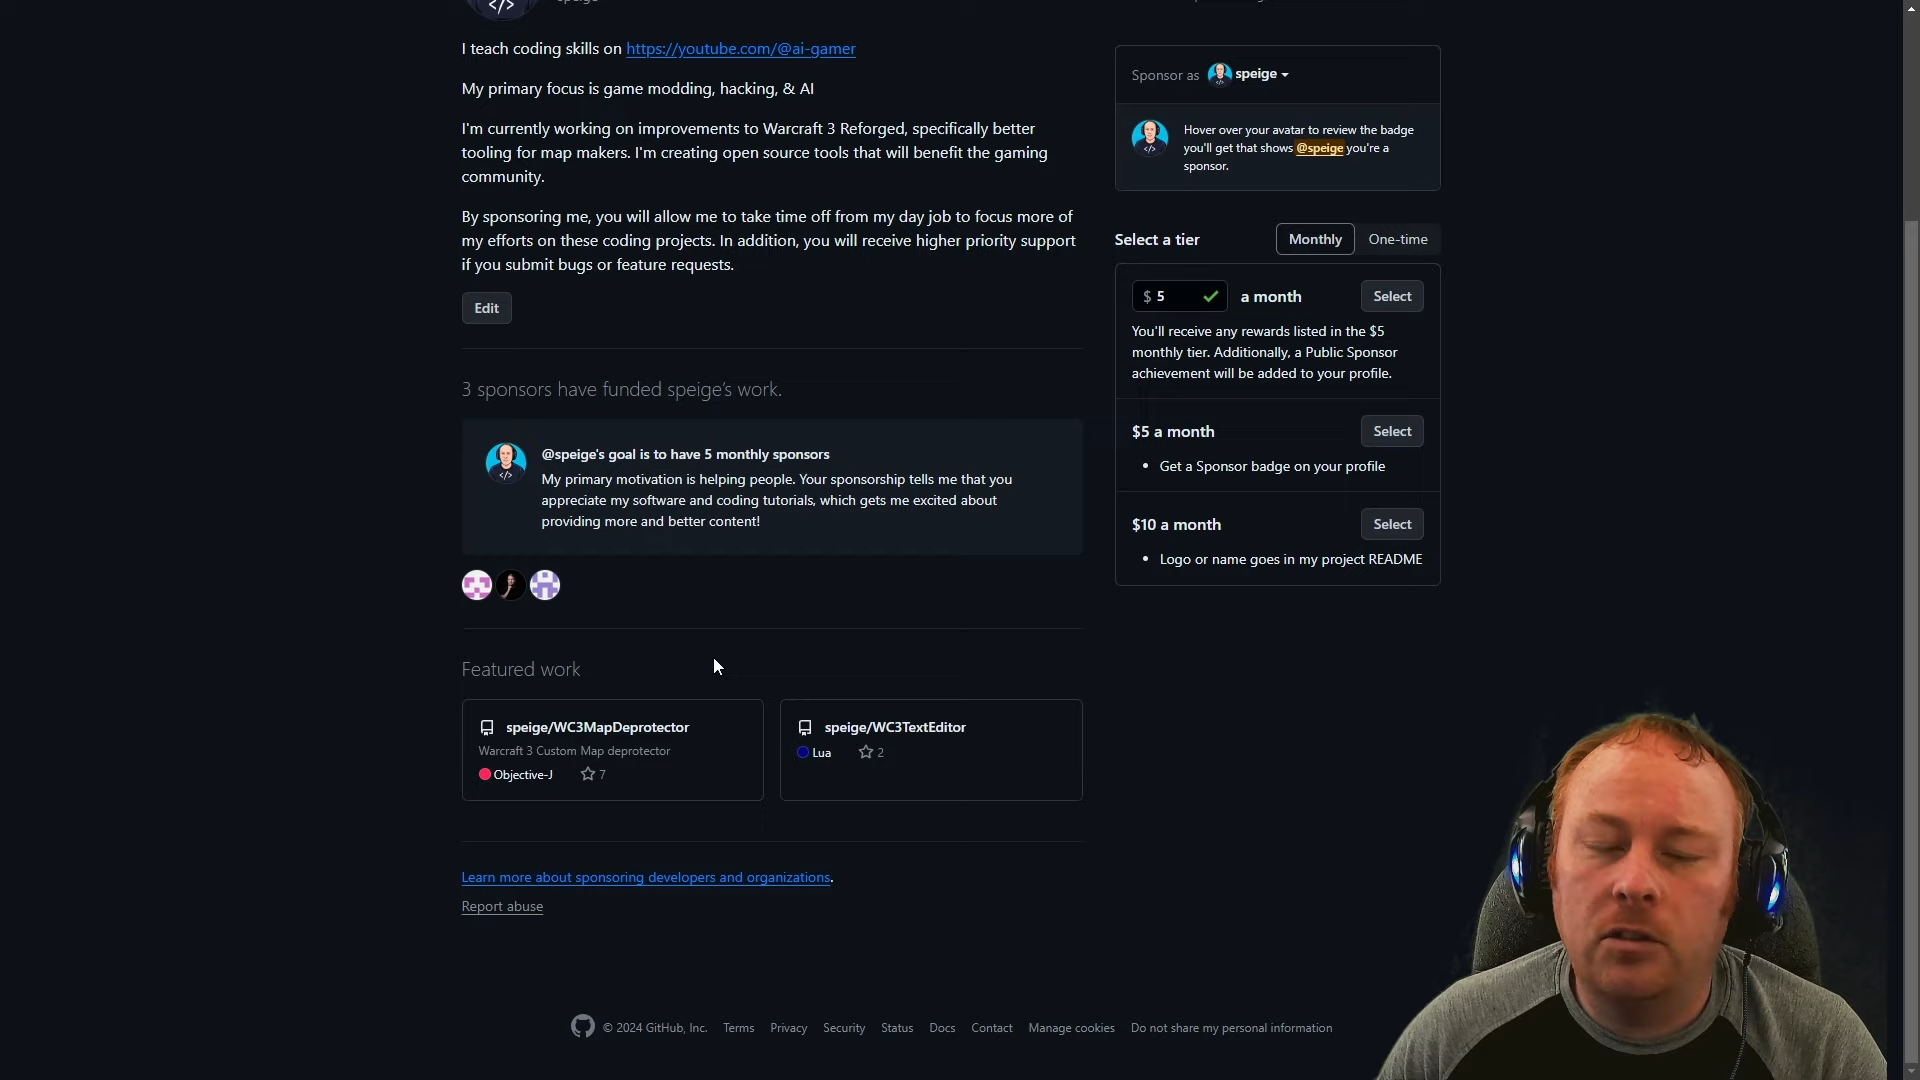 I teach coding skills on https://youtube.com/@ai-gamer
My primary focus is game modding, hacking, & AI
I'm currently working on improvements to Warcraft 3 Reforged, specifically better
tooling for map makers. I'm creating open source tools that will benefit the gaming
community.
By sponsoring me, you will allow me to take time off from my day job to focus more of
my efforts on these coding projects. In addition, you will receive higher priority support
if you submit bugs or feature requests.
Edit
3 sponsors have funded speige's work.
@speige's goal is to have 5 monthly sponsors
My primary motivation is helping people. Your sponsorship tells me that you
appreciate my software and coding tutorials, which gets me excited about
providing more and better content!
Featured work
speige/WC3MapDeprotector
Warcraft 3 Custom Map deprotector
Objective-J 7
speige/WC3TextEditor
Lua 2
Learn more about sponsoring developers and organizations.
Report abuse
Sponsor as speige
Hover over your avatar to review the badge
you'll get that shows @speige you're a
sponsor.
Select a tier Monthly One-time
$ 5 a month Select
You'll receive any rewards listed in the $5
monthly tier. Additionally, a Public Sponsor
achievement will be added to your profile.
$5 a month Select
• Get a Sponsor badge on your profile
$10 a month Select
• Logo or name goes in my project README
© 2024 GitHub, Inc. Terms Privacy Security Status Docs Contact Manage cookies Do not share my personal information